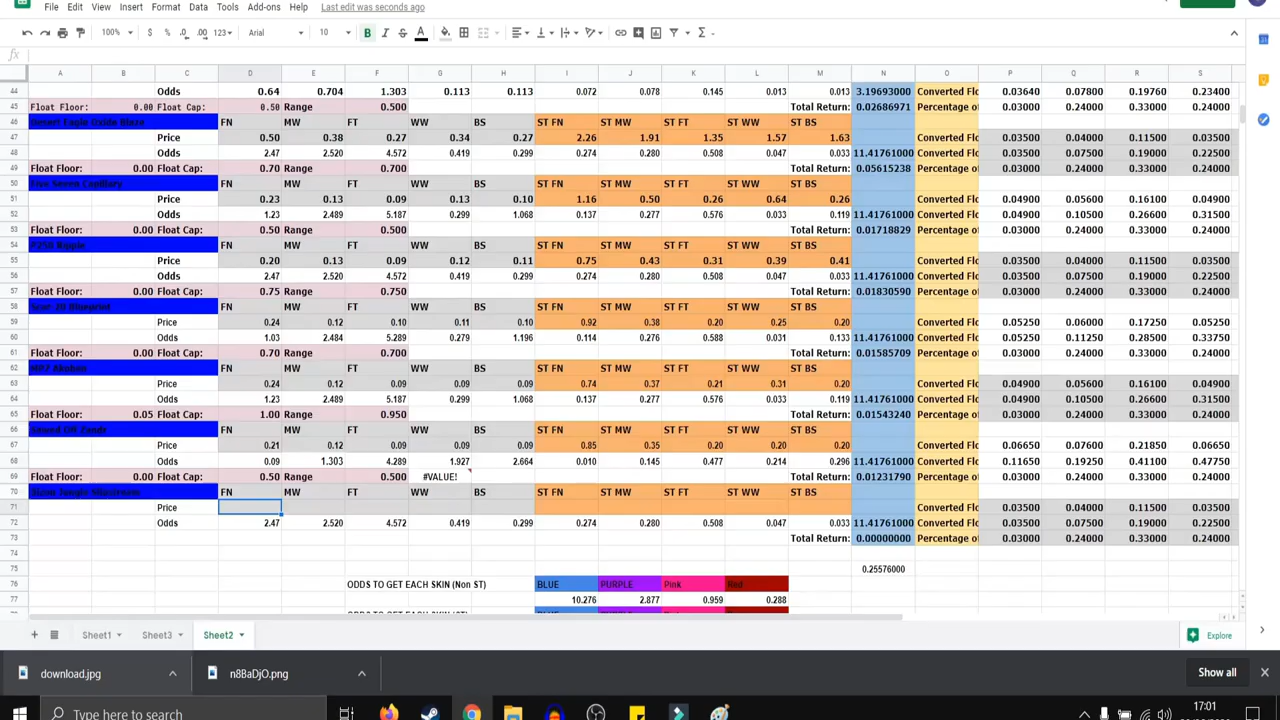 File Edit View Insert Format Data Tools Add-ons Help Last edit was seconds ago
100% $ % .0 .00 123 Arial 10 B I S A
fx
A B C D E F G H I J K L M N O P Q R S
44 Odds 0.64 0.704 1.303 0.113 0.113 0.072 0.078 0.145 0.013 0.013 3.19693000 Converted Flo 0.03640 0.07800 0.19760 0.23400
45 Float Floor: 0.00 Float Cap: 0.50 Range 0.500 Total Return: 0.02686971 Percentage of 0.03000 0.24000 0.33000 0.24000
46 Desert Eagle Oxide Blaze FN MW FT WW BS ST FN ST MW ST FT ST WW ST BS
47 Price 0.50 0.38 0.27 0.34 0.27 2.26 1.91 1.35 1.57 1.63 Converted Flo 0.03500 0.04000 0.11500 0.03500
48 Odds 2.47 2.520 4.572 0.419 0.299 0.274 0.280 0.508 0.047 0.033 11.41761000 Converted Flo 0.03500 0.07500 0.19000 0.22500
49 Float Floor: 0.00 Float Cap: 0.70 Range 0.700 Total Return: 0.05615238 Percentage of 0.03000 0.24000 0.33000 0.24000
50 Five Seven Capillary FN MW FT WW BS ST FN ST MW ST FT ST WW ST BS
51 Price 0.23 0.13 0.09 0.13 0.10 1.16 0.50 0.26 0.64 0.26 Converted Flo 0.04900 0.05600 0.16100 0.04900
52 Odds 1.23 2.489 5.187 0.299 1.068 0.137 0.277 0.576 0.033 0.119 11.41761000 Converted Flo 0.04900 0.10500 0.26600 0.31500
53 Float Floor: 0.00 Float Cap: 0.50 Range 0.500 Total Return: 0.01718829 Percentage of 0.03000 0.24000 0.33000 0.24000
54 P250 Ripple FN MW FT WW BS ST FN ST MW ST FT ST WW ST BS
55 Price 0.20 0.13 0.09 0.12 0.11 0.75 0.43 0.31 0.39 0.41 Converted Flo 0.03500 0.04000 0.11500 0.03500
56 Odds 2.47 2.520 4.572 0.419 0.299 0.274 0.280 0.508 0.047 0.033 11.41761000 Converted Flo 0.03500 0.07500 0.19000 0.22500
57 Float Floor: 0.00 Float Cap: 0.75 Range 0.750 Total Return: 0.01830590 Percentage of 0.03000 0.24000 0.33000 0.24000
58 Scar 20 Blueprint FN MW FT WW BS ST FN ST MW ST FT ST WW ST BS
59 Price 0.24 0.12 0.10 0.11 0.10 0.92 0.38 0.20 0.25 0.20 Converted Flo 0.05250 0.06000 0.17250 0.05250
60 Odds 1.03 2.484 5.289 0.279 1.196 0.114 0.276 0.588 0.031 0.133 11.41761000 Converted Flo 0.05250 0.11250 0.28500 0.33750
61 Float Floor: 0.00 Float Cap: 0.70 Range 0.700 Total Return: 0.01585709 Percentage of 0.03000 0.24000 0.33000 0.24000
62 MP7 Akoben FN MW FT WW BS ST FN ST MW ST FT ST WW ST BS
63 Price 0.24 0.12 0.09 0.09 0.09 0.74 0.37 0.21 0.31 0.20 Converted Flo 0.04900 0.05600 0.16100 0.04900
64 Odds 1.23 2.489 5.187 0.299 1.068 0.137 0.277 0.576 0.033 0.119 11.41761000 Converted Flo 0.04900 0.10500 0.26600 0.31500
65 Float Floor: 0.05 Float Cap: 1.00 Range 0.950 Total Return: 0.01543240 Percentage of 0.03000 0.24000 0.33000 0.24000
66 Sawed Off Zander FN MW FT WW BS ST FN ST MW ST FT ST WW ST BS
67 Price 0.21 0.12 0.09 0.09 0.09 0.85 0.35 0.20 0.20 0.20 Converted Flo 0.06650 0.07600 0.21850 0.06650
68 Odds 0.09 1.303 4.289 1.927 2.664 0.010 0.145 0.477 0.214 0.296 11.41761000 Converted Flo 0.11650 0.19250 0.41100 0.47750
69 Float Floor: 0.00 Float Cap: 0.50 Range 0.500 #VALUE! Total Return: 0.01231790 Percentage of 0.03000 0.24000 0.33000 0.24000
70 Bizon Jungle Slipstream FN MW FT WW BS ST FN ST MW ST FT ST WW ST BS
71 Price Converted Flo 0.03500 0.04000 0.11500 0.03500
72 Odds 2.47 2.520 4.572 0.419 0.299 0.274 0.280 0.508 0.047 0.033 11.41761000 Converted Flo 0.03500 0.07500 0.19000 0.22500
73 Total Return: 0.00000000 Percentage of 0.03000 0.24000 0.33000 0.24000
74
75 0.25576000
76 ODDS TO GET EACH SKIN (Non ST) BLUE PURPLE Pink Red
77 10.276 2.877 0.959 0.288
Sheet1 Sheet3 Sheet2 Explore
download.jpg n8BaDjO.png Show all
Type here to search 17:01